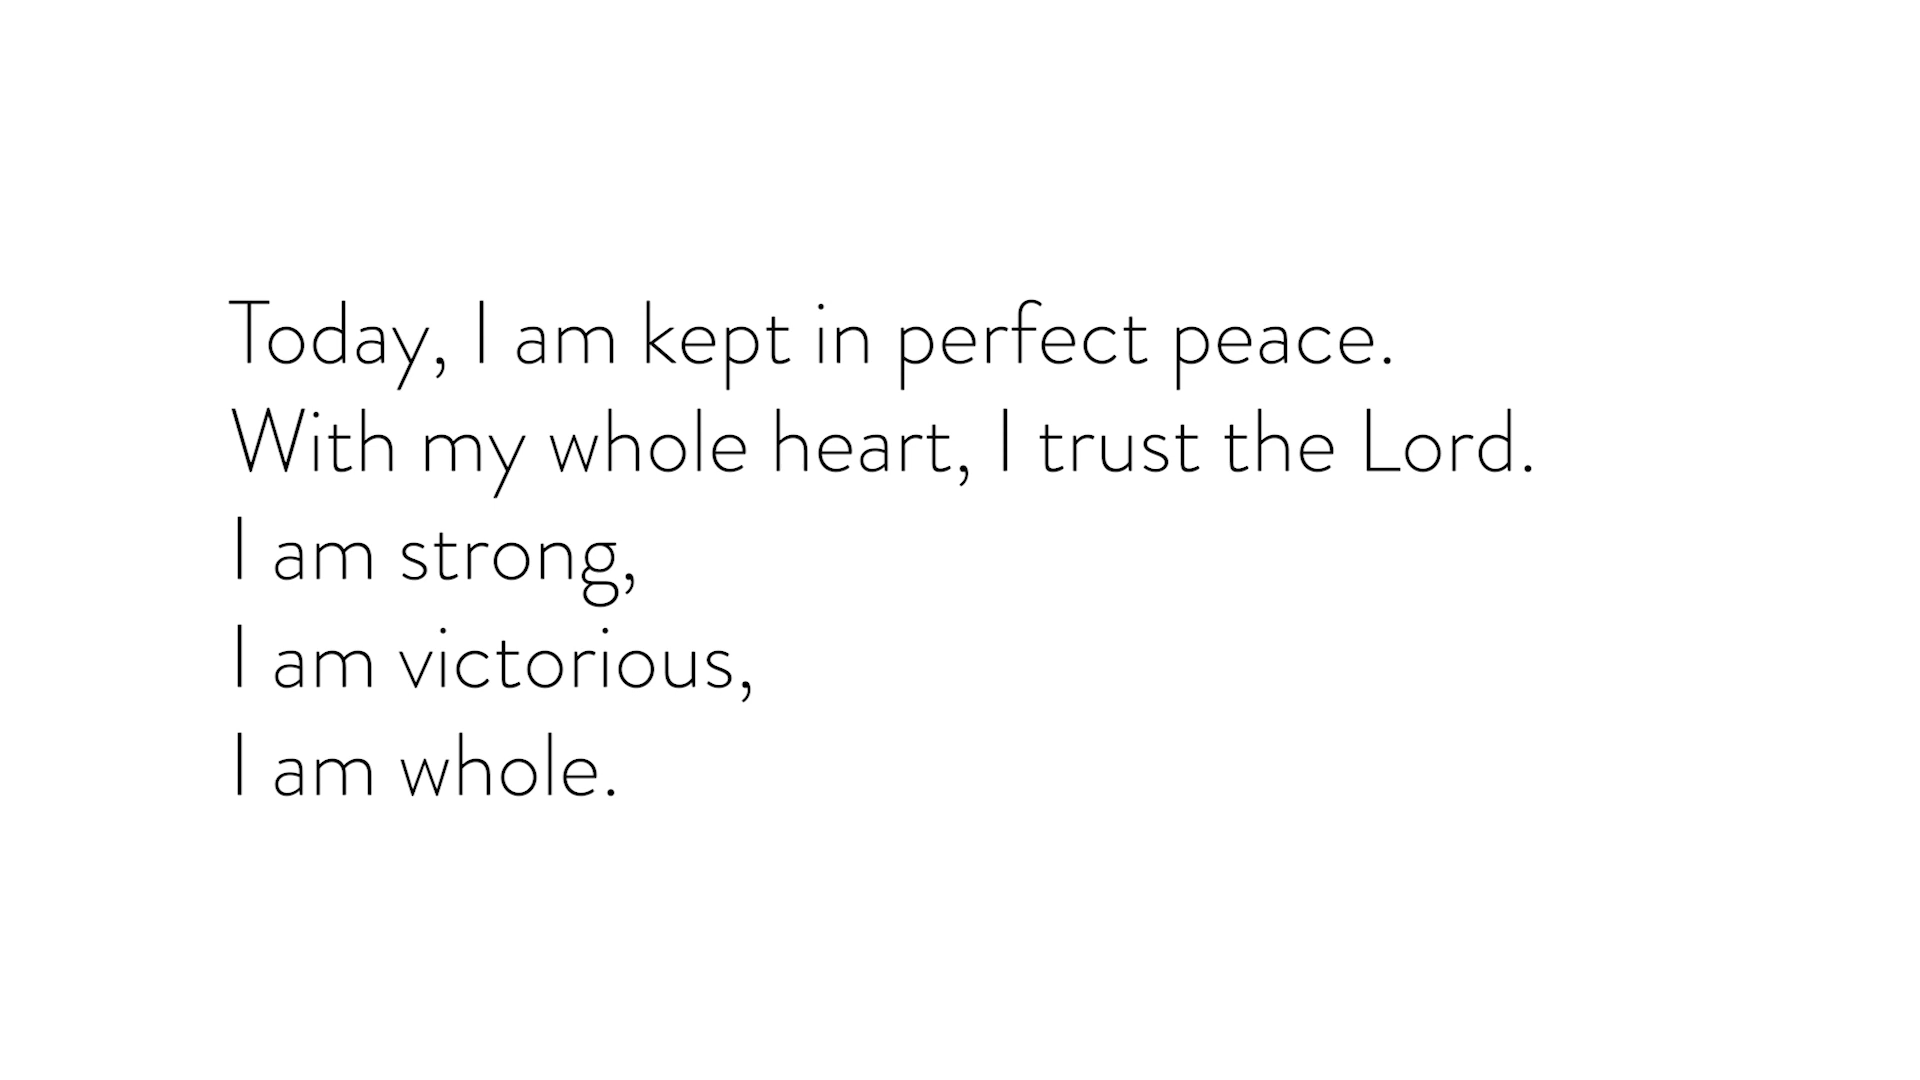 Today, I am kept in perfect peace.
With my whole heart, I trust the Lord.
I am strong,
I am victorious,
I am whole.